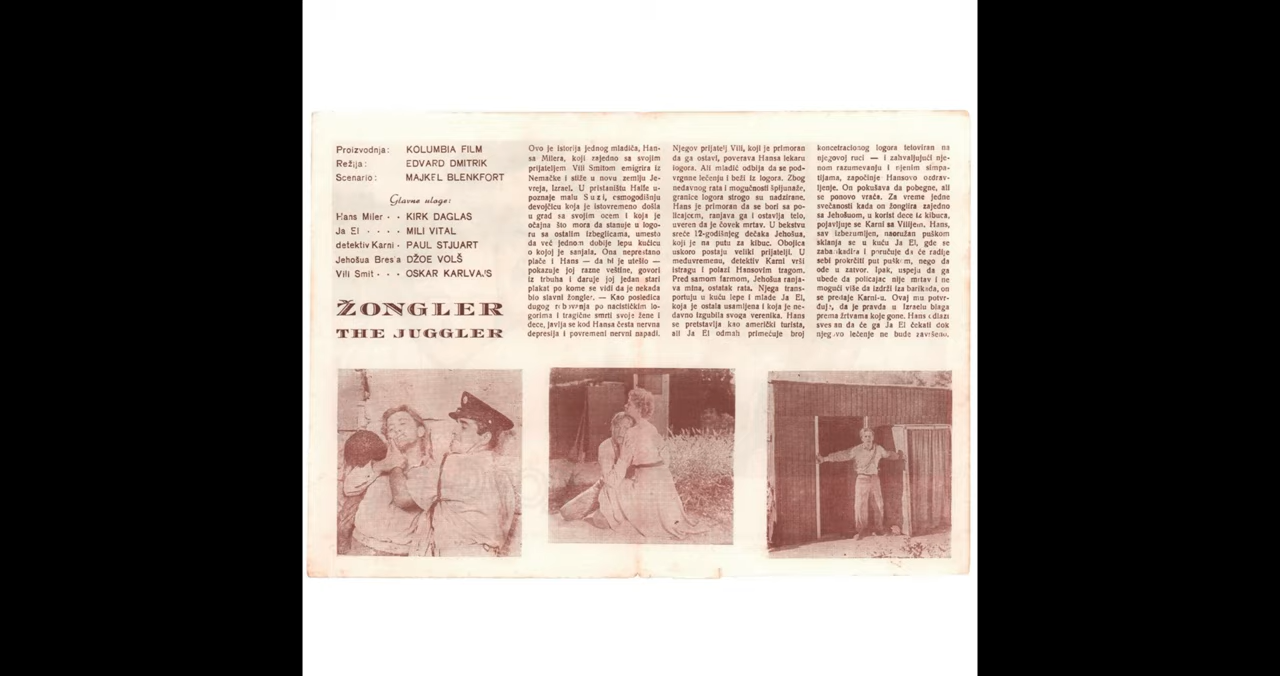 Proizvodnja: KOLUMBIA FILM
Režija: EDVARD DMITRIK
Scenario: MAJKEL BLENKFORT
Glavne uloge:
Hans Miler · · KIRK DAGLAS
Ja El · · · · MILI VITAL
detektiv Karni · PAUL STJUART
Jehošua Bresa DŽOE VOLŠ
Vili Smit · · · OSKAR KARLVAJS
ŽONGLER
THE JUGGLER
Ovo je istorija jednog mladiča, Han-
sa Milera, koji zajedno sa svojim
prijateljem Vili Smitom emigrira iz
Nemačke i stiže u novu zemlju Je-
vreja, Izrael. U pristaništu Haife u-
poznaje malu Suzi, esmogodišnju
devojčicu koja je istovremeno došla
u grad sa svojim ocem i koja je
očajna što mora da stanuje u logo-
ru sa ostalim izbeglicama, umesto
da već jednom dobije lepu kućicu
o kojoj je sanjala. Ona neprestano
plače i Hans — da bi je utešio —
pokazuje joj razne veštine, govori
iz trbuha i daruje joj jedan stari
plakat po kome se vidi da je nekada
bio slavni žongler. — Kao posledica
dugog robovanja po nacističkim lo-
gorima i tragične smrti svoje žene i
dece, javlja se kod Hansa česta nervna
depresija i povremeni nervni napadi.
Njegov prijatelj Vili, koji je primoran
da ga ostavi, poverava Hansa lekaru
logora. Ali mladić odbija da se pod-
vrgne lečenju i beži iz logora. Zbog
nedavnog rata i mogućnosti špijunaže,
granice logora strogo su nadzirane.
Hans je primoran da se bori sa po-
licajcem, ranjava ga i ostavlja telo,
uveren da je čovek mrtav. U bekstvu
sreće 12-godišnjeg dečaka Jehošua,
koji je na putu za kibuc. Obojica
uskoro postaju veliki prijatelji. U
međuvremenu, detektiv Karni vrši
istragu i polazi Hansovim tragom.
Pred samom farmom, Jehošua ranja-
va mina, ostatak rata. Njega trans-
portuju u kuću lepe i mlade Ja El,
koja je ostala usamljena i koja je ne-
davno izgubila svoga verenika. Hans
se pretstavlja kao američki turista,
ali Ja El odmah primećuje broj
koncetracionog logora teloviran na
njegovoj ruci — i zahvaljujući nje-
nom razumevanju i njenim simpa-
tijama, započinje Hansovo ozdrav-
ljenje. On pokušava da pobegne, ali
se ponovo vraća. Za vreme jedne
svečanosti kada on žonglira zajedno
sa Jehošuom, u korist dece iz kibuca,
pojavljuje se Karni sa Vilijem. Hans,
sav izbezumljen, naoružan puškom
sklanja se u kuću Ja El, gde se
zabarikadira i poručuje da će radije
sebi prokrčiti put puškom, nego da
ode u zatvor. Ipak, uspeja da ga
ubede da policajac nije mrtav i ne
mogući više da izdrži iza barikada, on
se predaje Karni-u. Ovaj mu potvr-
đuje, da je pravda u Izraelu blaga
prema žrtvama koje gone. Hans odlazi
svestan da će ga Ja El čekati dok
njegovo lečenje ne bude završeno.